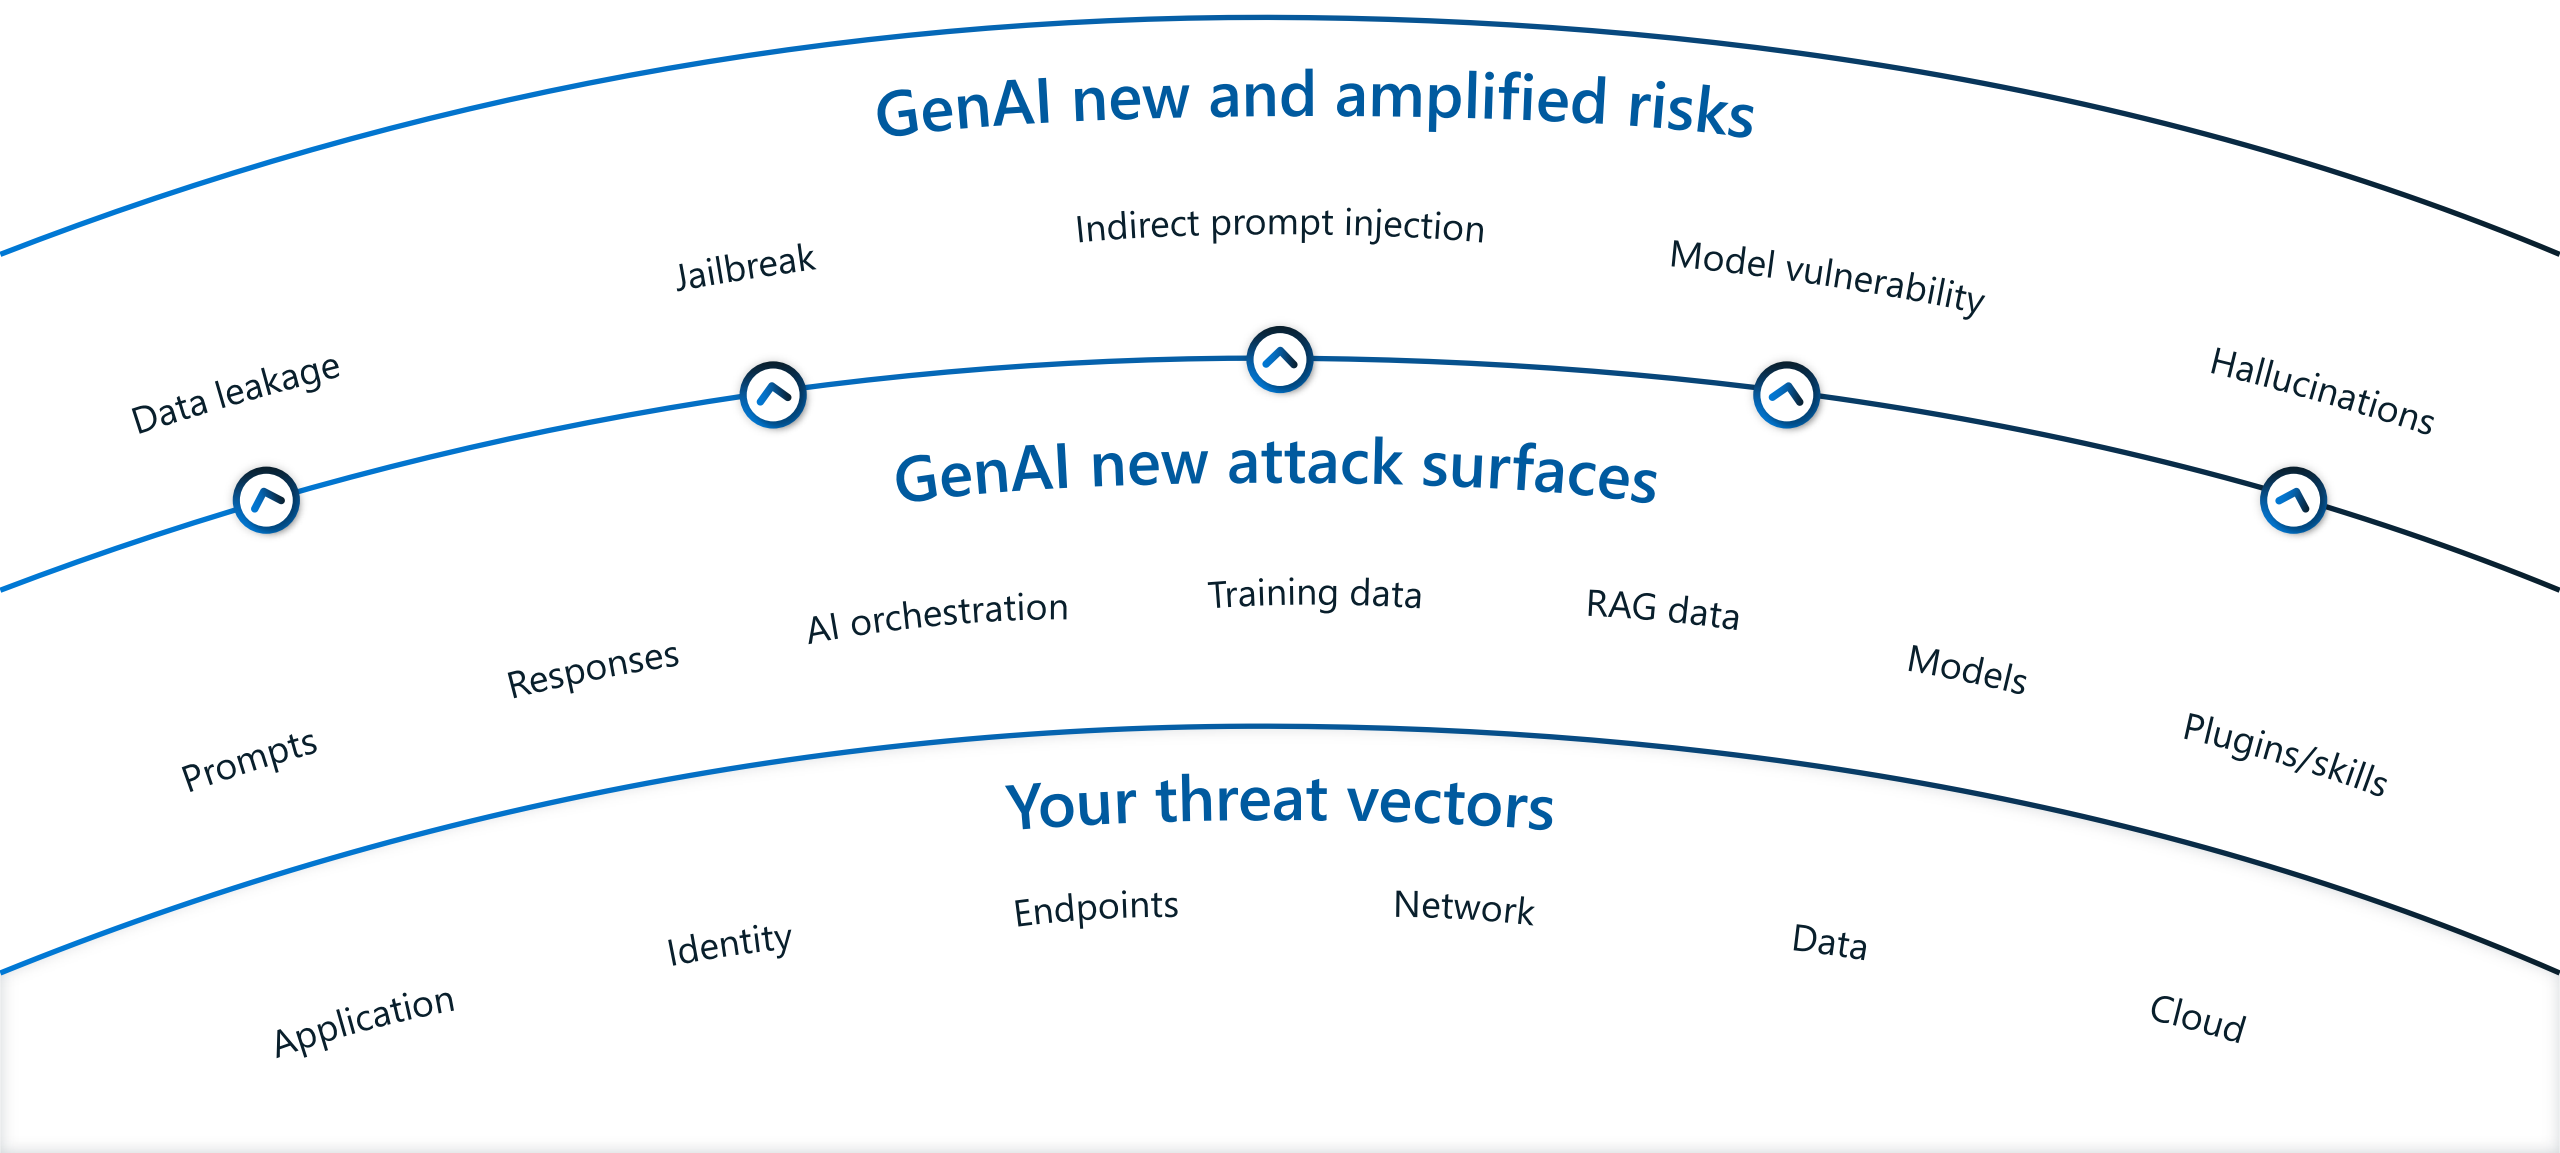 GenAI new and amplified risks
Data leakage
Jailbreak
Indirect prompt injection
Model vulnerability
Hallucinations
GenAI new attack surfaces
Prompts
Responses
AI orchestration
Training data
RAG data
Models
Plugins/skills
Your threat vectors
Application
Identity
Endpoints
Network
Data
Cloud